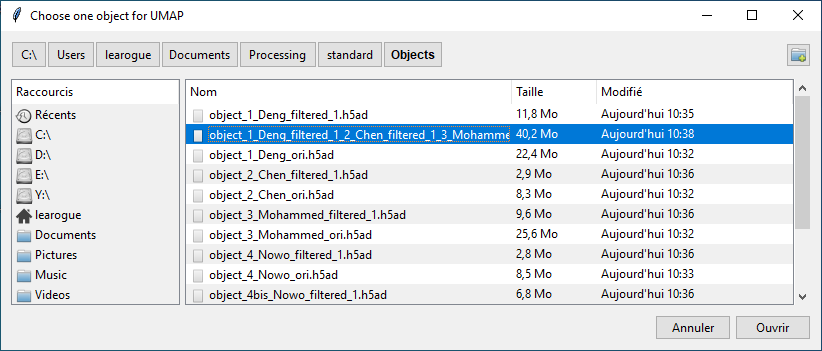 Choose one object for UMAP
C:\ Users learogue Documents Processing standard Objects
Raccourcis
Récents
C:\
D:\
E:\
Y:\
learogue
Documents
Pictures
Music
Videos
Nom Taille Modifié
object_1_Deng_filtered_1.h5ad 11,8 Mo Aujourd'hui 10:35
object_1_Deng_filtered_1_2_Chen_filtered_1_3_Mohamme 40,2 Mo Aujourd'hui 10:38
object_1_Deng_ori.h5ad 22,4 Mo Aujourd'hui 10:32
object_2_Chen_filtered_1.h5ad 2,9 Mo Aujourd'hui 10:36
object_2_Chen_ori.h5ad 8,3 Mo Aujourd'hui 10:32
object_3_Mohammed_filtered_1.h5ad 9,6 Mo Aujourd'hui 10:36
object_3_Mohammed_ori.h5ad 25,6 Mo Aujourd'hui 10:32
object_4_Nowo_filtered_1.h5ad 2,8 Mo Aujourd'hui 10:36
object_4_Nowo_ori.h5ad 8,5 Mo Aujourd'hui 10:33
object_4bis_Nowo_filtered_1.h5ad 6,8 Mo Aujourd'hui 10:36
Annuler Ouvrir